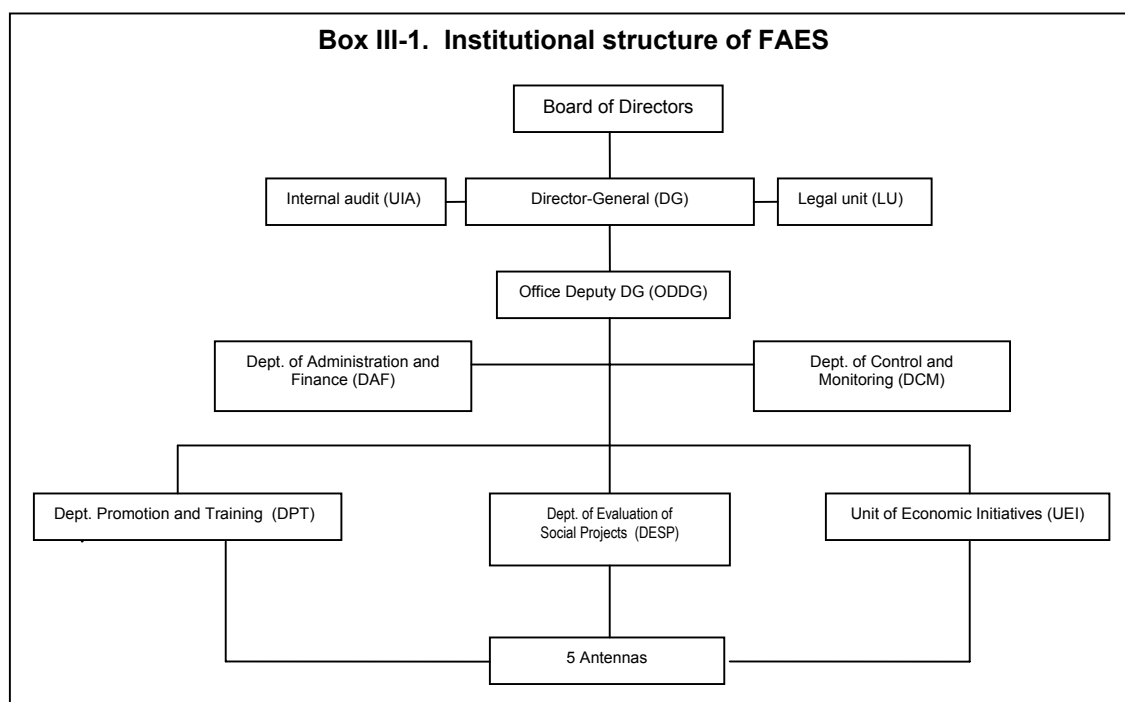 Box III-1.  Institutional structure of FAES
Board of Directors
Internal audit (UIA)
Director-General (DG)
Legal unit (LU)
Office Deputy DG (ODDG)
Dept. of Administration and
Finance (DAF)
Dept. of Control and
Monitoring (DCM)
Dept. Promotion and Training  (DPT)
Dept. of Evaluation of
Social Projects  (DESP)
Unit of Economic Initiatives (UEI)
5 Antennas